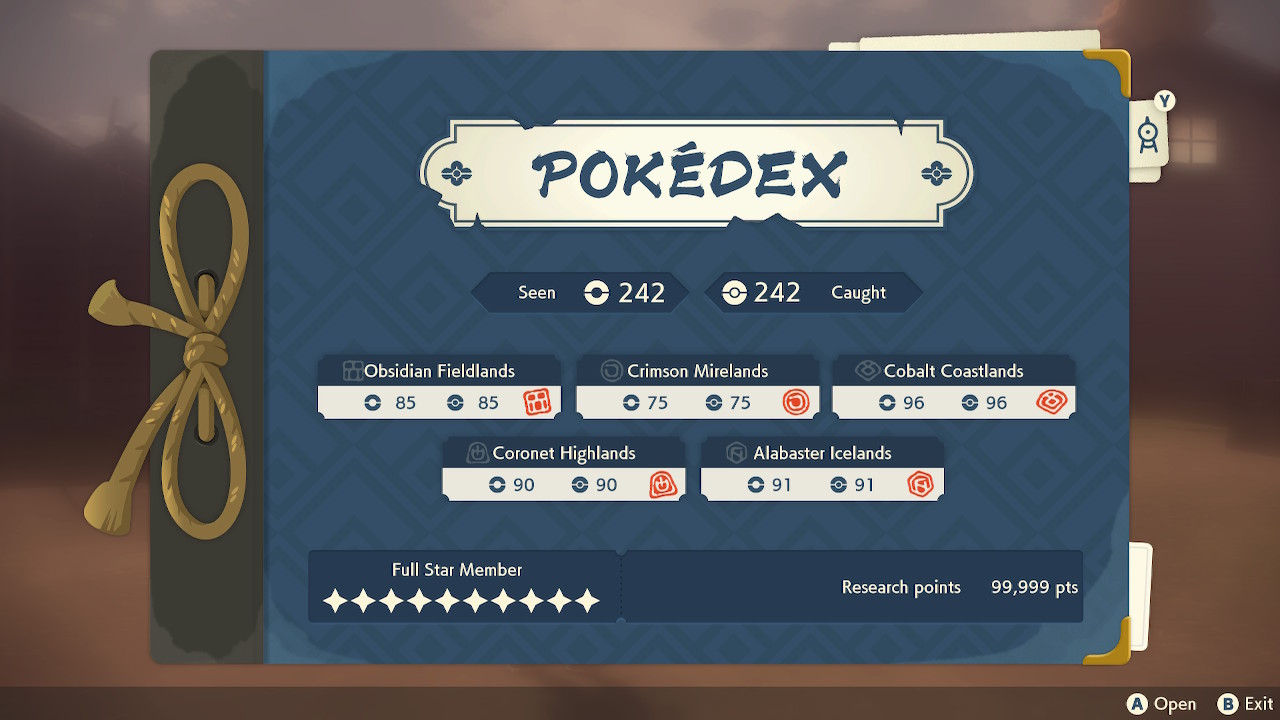 Y
POKÉDEX
Seen 242 242 Caught
Obsidian Fieldlands
85 85
Crimson Mirelands
75 75
Cobalt Coastlands
96 96
Coronet Highlands
90 90
Alabaster Icelands
91 91
Full Star Member
Research points 99,999 pts
A Open B Exit